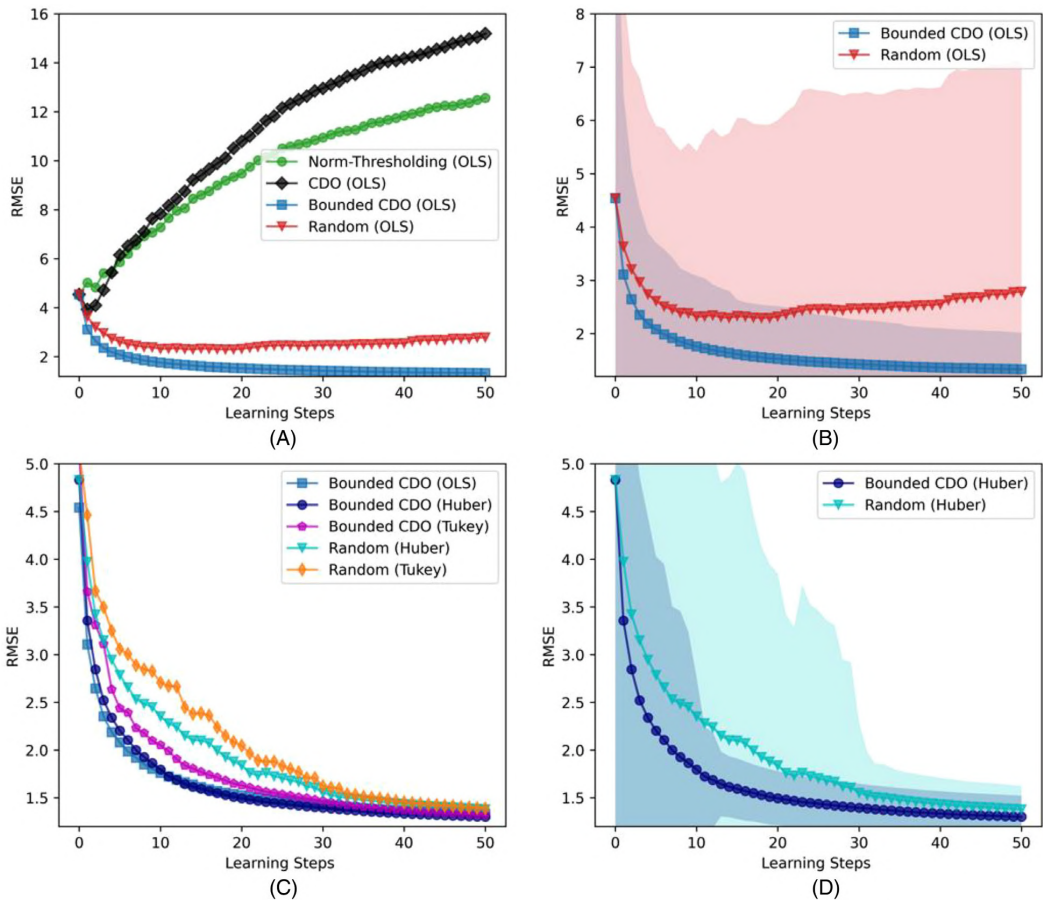 16
14
12
10
8
6
4
2
RMSE
Norm-Thresholding (OLS)
CDO (OLS)
Bounded CDO (OLS)
Random (OLS)
0 10 20 30 40 50
Learning Steps
(A)
8
7
6
5
4
3
2
RMSE
Bounded CDO (OLS)
Random (OLS)
0 10 20 30 40 50
Learning Steps
(B)
5.0
4.5
4.0
3.5
3.0
2.5
2.0
1.5
RMSE
Bounded CDO (OLS)
Bounded CDO (Huber)
Bounded CDO (Tukey)
Random (Huber)
Random (Tukey)
0 10 20 30 40 50
Learning Steps
(C)
5.0
4.5
4.0
3.5
3.0
2.5
2.0
1.5
RMSE
Bounded CDO (Huber)
Random (Huber)
0 10 20 30 40 50
Learning Steps
(D)